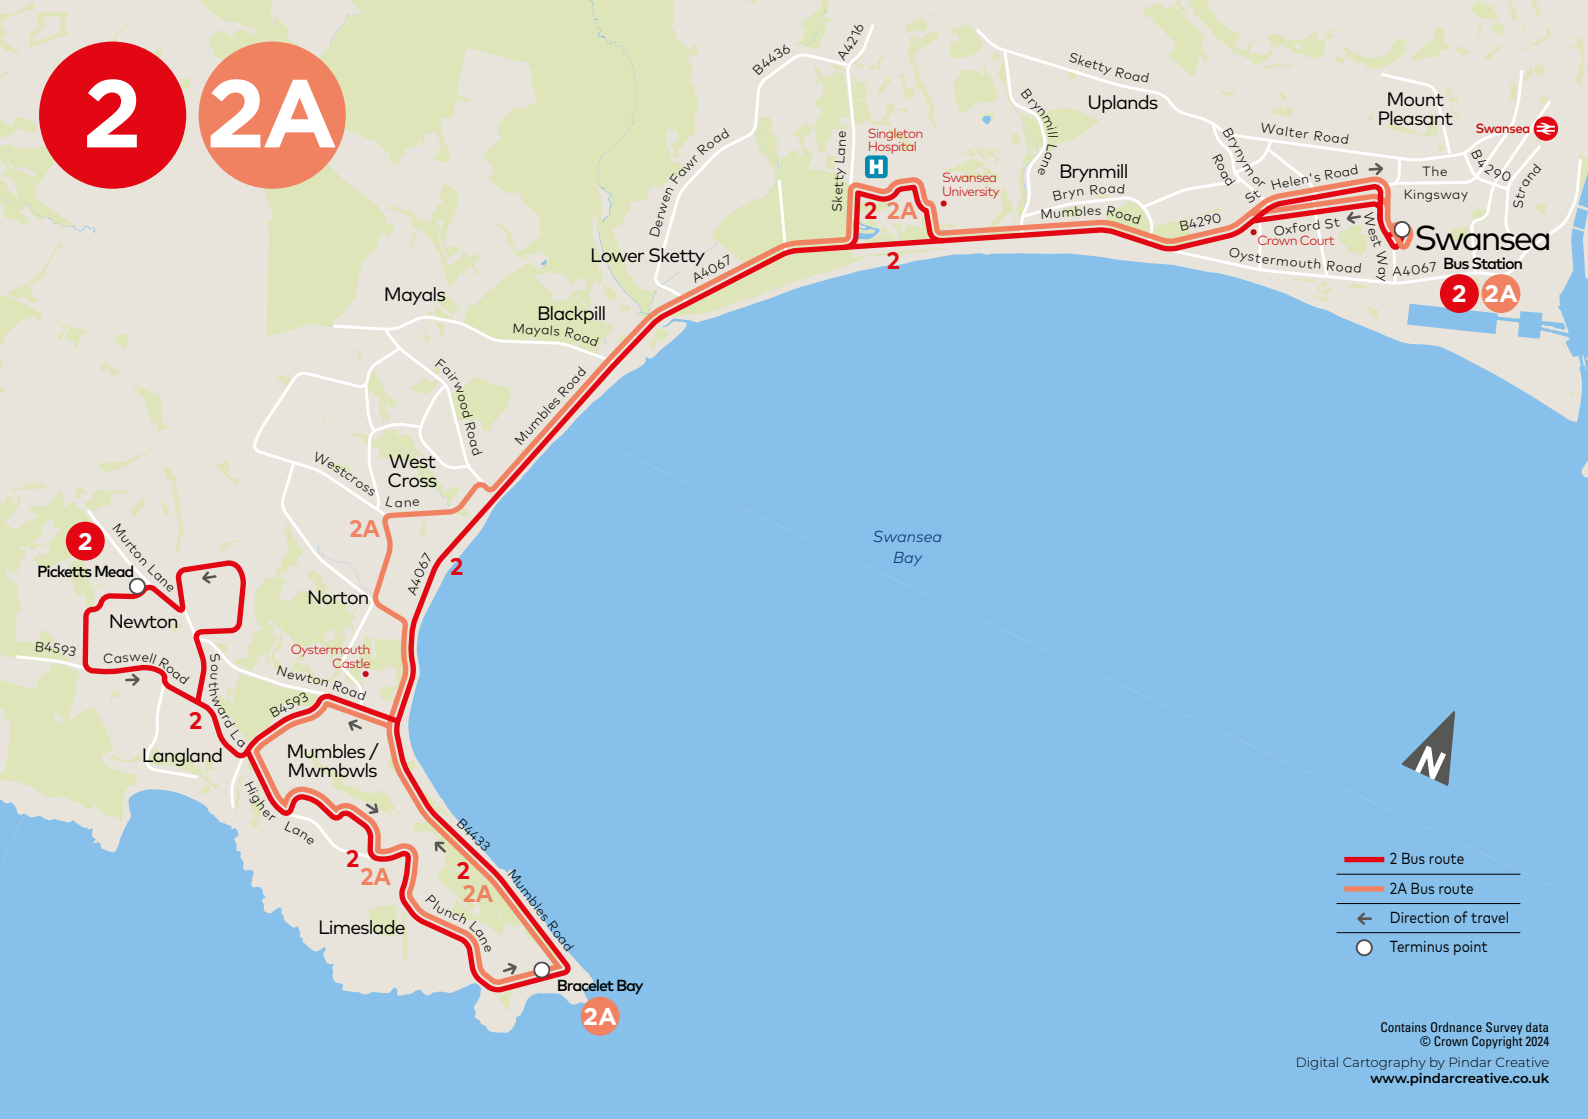 2
2A
B4436
A4216
Sketty Road
Uplands
Mount
Pleasant
Swansea
Brynmill Lane
Walter Road
Singleton
Hospital
H
Derwen Fawr Road
Sketty Lane
Swansea
University
Brynmill
Bryn Road
Mumbles Road
Brynymor
Road
St Helen's Road
The
Kingsway
B4290
Strand
2
2A
B4290
Oxford St
West Way
Crown Court
Swansea
Bus Station
2
2A
Oystermouth Road
A4067
Lower Sketty
A4067
2
Mayals
Blackpill
Mayals Road
Fairwood Road
Mumbles Road
West
Cross
Westcross
Lane
2A
Swansea
Bay
2
Picketts Mead
Murton Lane
A4067
2
Norton
Newton
B4593
Caswell Road
Southward La
Oystermouth
Castle
Newton Road
B4593
2
Langland
Mumbles /
Mwmbwls
Higher Lane
2
2A
B4433
2
2A
Mumbles Road
Plunch Lane
Limeslade
Bracelet Bay
2A
N
2 Bus route
2A Bus route
Direction of travel
Terminus point
Contains Ordnance Survey data
© Crown Copyright 2024
Digital Cartography by Pindar Creative
www.pindarcreative.co.uk